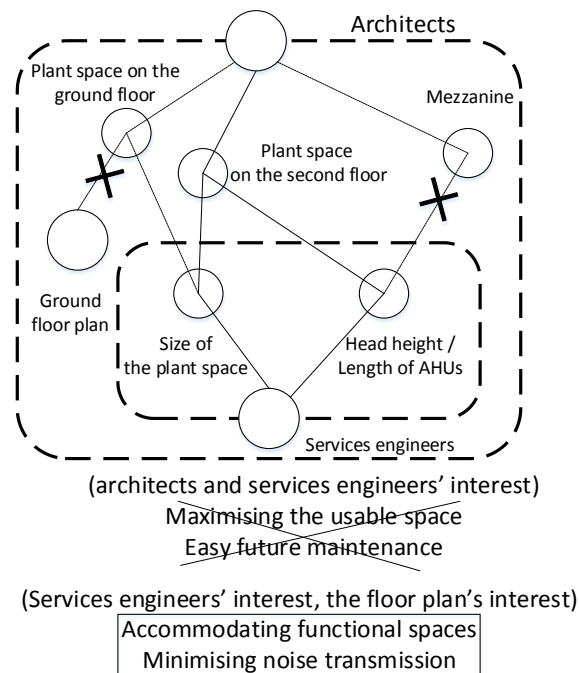 Architects
Plant space on the
ground floor
Mezzanine
Plant space
on the second floor
Ground
floor plan
Size of
the plant space
Head height /
Length of AHUs
Services engineers
(architects and services engineers’ interest)
Maximising the usable space
Easy future maintenance
(Services engineers’ interest, the floor plan’s interest)
Accommodating functional spaces
Minimising noise transmission